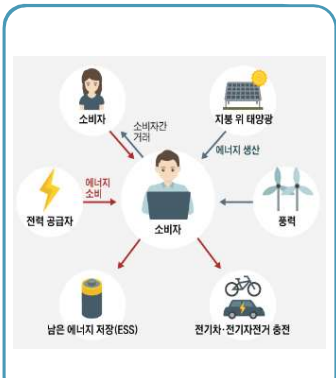 소비자
소비자간
거래
지붕 위 태양광
에너지 생산
에너지
소비
전력 공급자
소비자
풍력
남은 에너지 저장(ESS)
전기차·전기자전거 충전